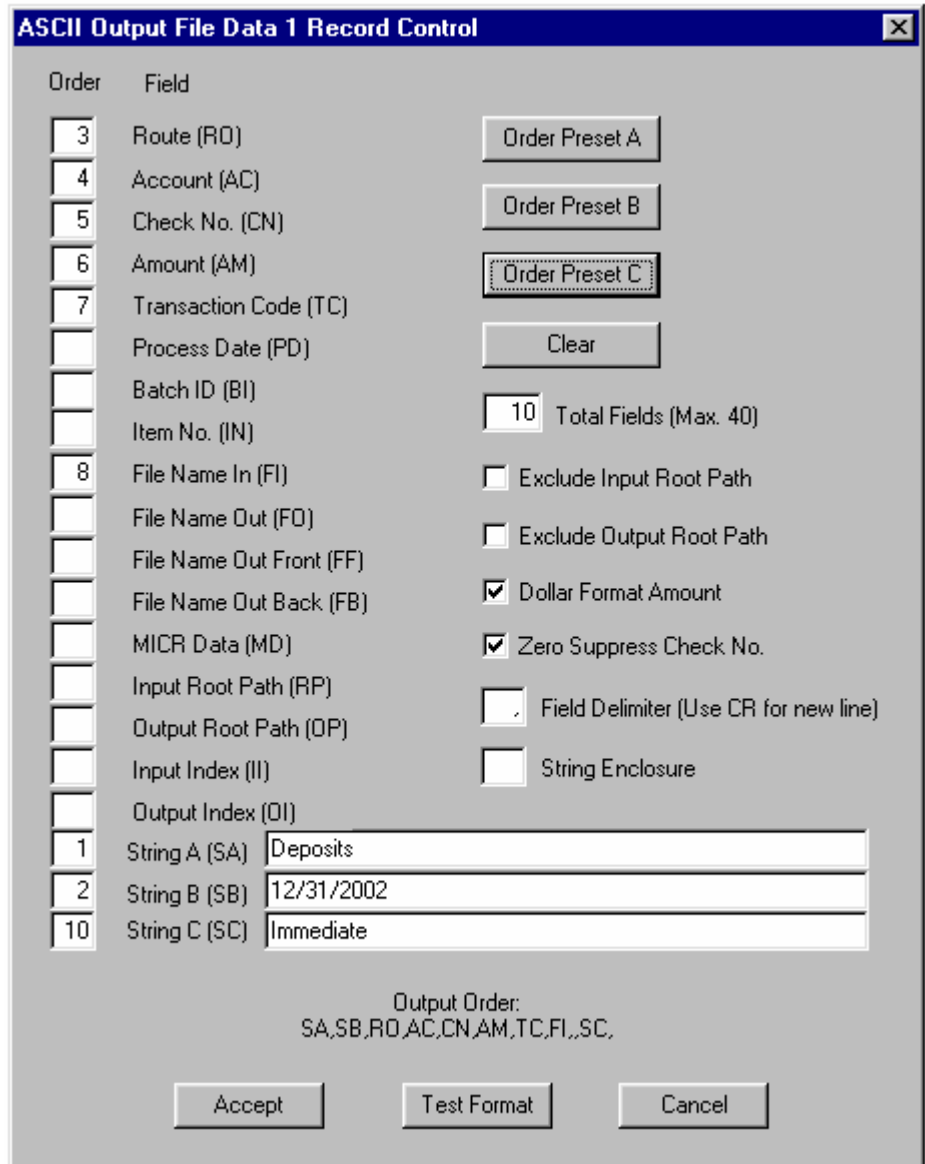 ASCII Output File Data 1 Record Control
Order Field
3 Route (RO)
4 Account (AC)
5 Check No. (CN)
6 Amount (AM)
7 Transaction Code (TC)
Process Date (PD)
Batch ID (BI)
Item No. (IN)
8 File Name In (FI)
File Name Out (FO)
File Name Out Front (FF)
File Name Out Back (FB)
MICR Data (MD)
Input Root Path (RP)
Output Root Path (OP)
Input Index (II)
Output Index (OI)
1 String A (SA) Deposits
2 String B (SB) 12/31/2002
10 String C (SC) Immediate
Order Preset A
Order Preset B
Order Preset C
Clear
10 Total Fields (Max. 40)
Exclude Input Root Path
Exclude Output Root Path
Dollar Format Amount
Zero Suppress Check No.
, Field Delimiter (Use CR for new line)
String Enclosure
Output Order:
SA,SB,RO,AC,CN,AM,TC,FI,,SC,
Accept Test Format Cancel